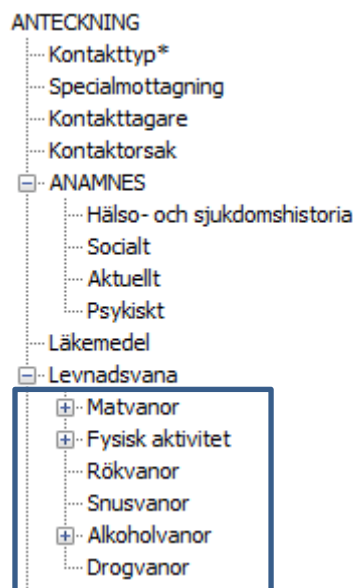 ANTECKNING
Kontakttyp*
Specialmottagning
Kontakttagare
Kontaktorsak
ANAMNES
Hälso- och sjukdomshistoria
Socialt
Aktuellt
Psykiskt
Läkemedel
Levnadsvana
Matvanor
Fysisk aktivitet
Rökvanor
Snusvanor
Alkoholvanor
Drogvanor